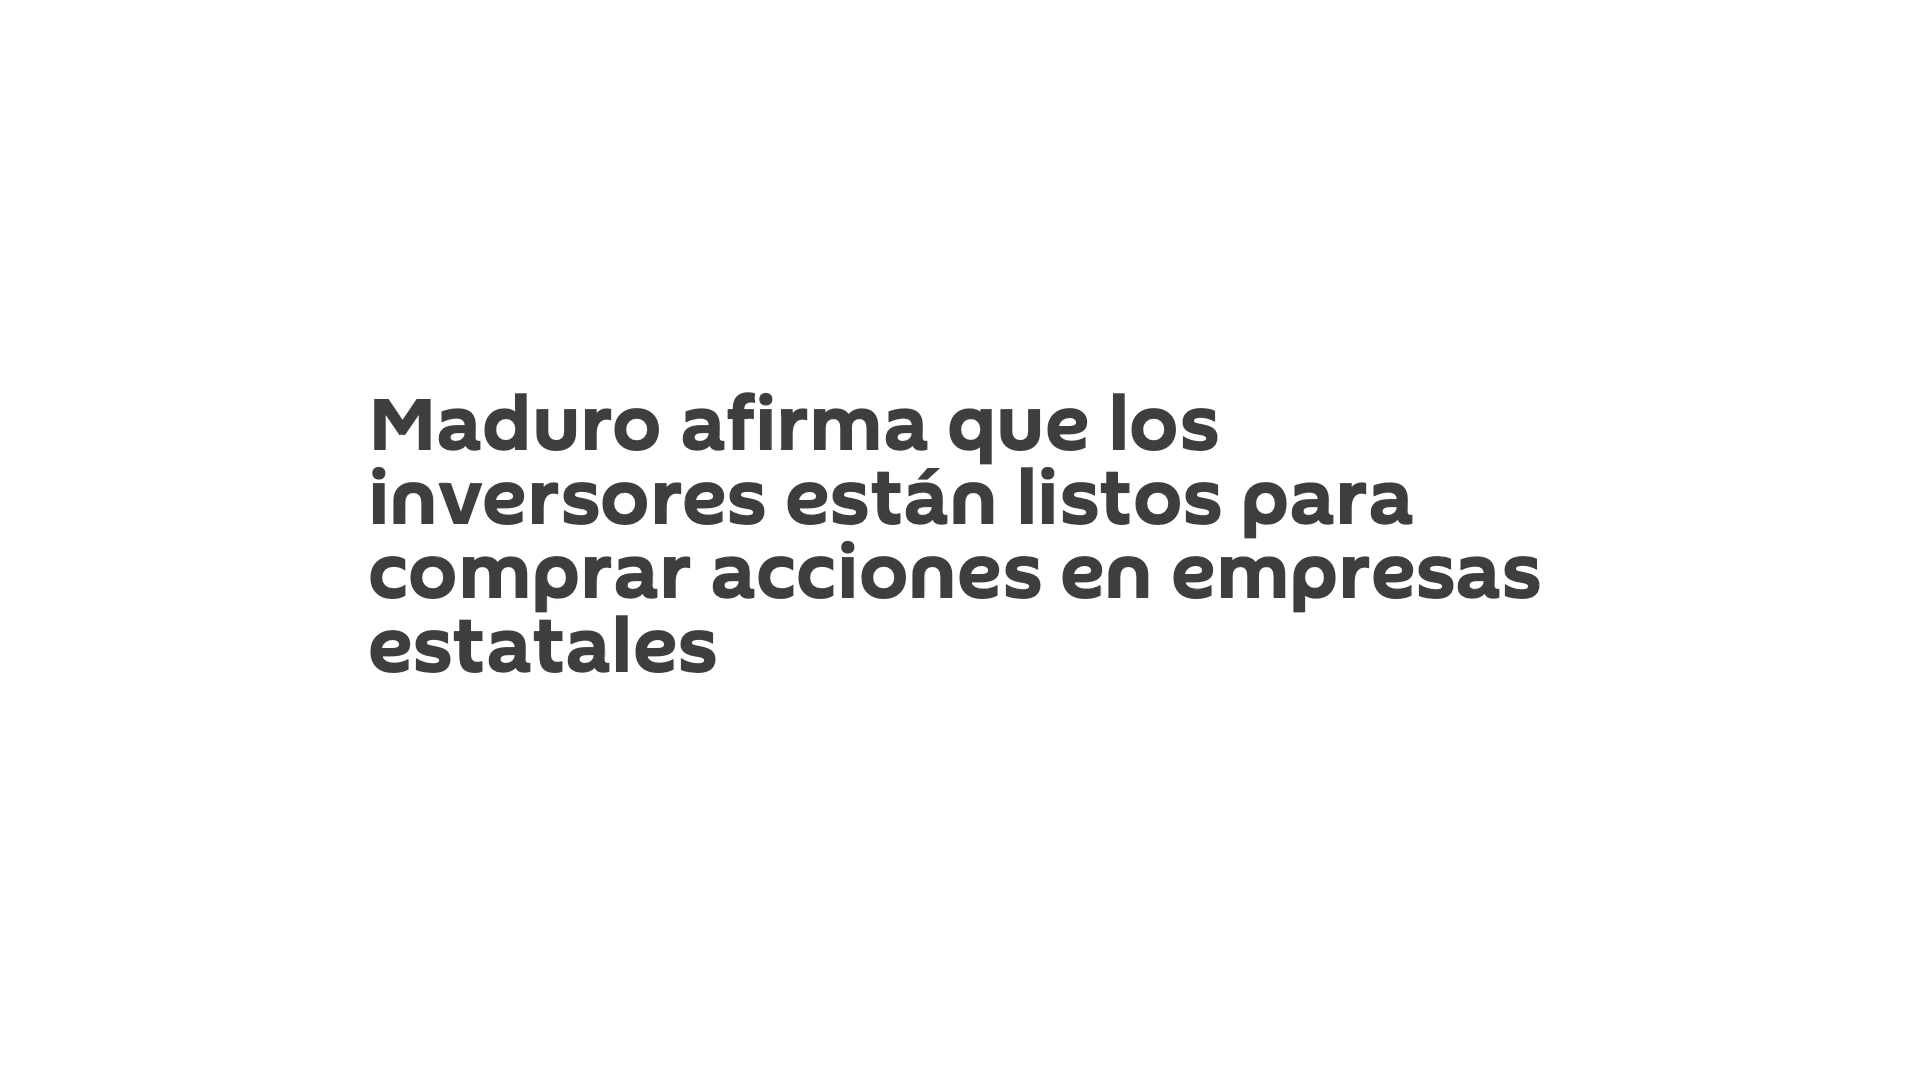 Maduro afirma que los
inversores están listos para
comprar acciones en empresas
estatales